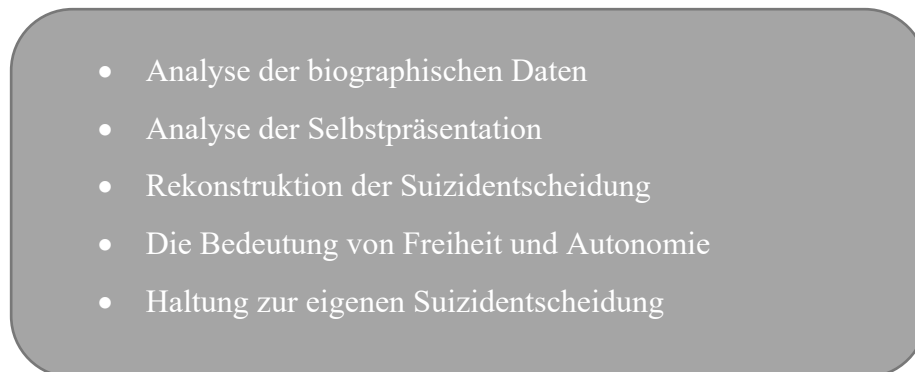 • Analyse der biographischen Daten
• Analyse der Selbstpräsentation
• Rekonstruktion der Suizidentscheidung
• Die Bedeutung von Freiheit und Autonomie
• Haltung zur eigenen Suizidentscheidung